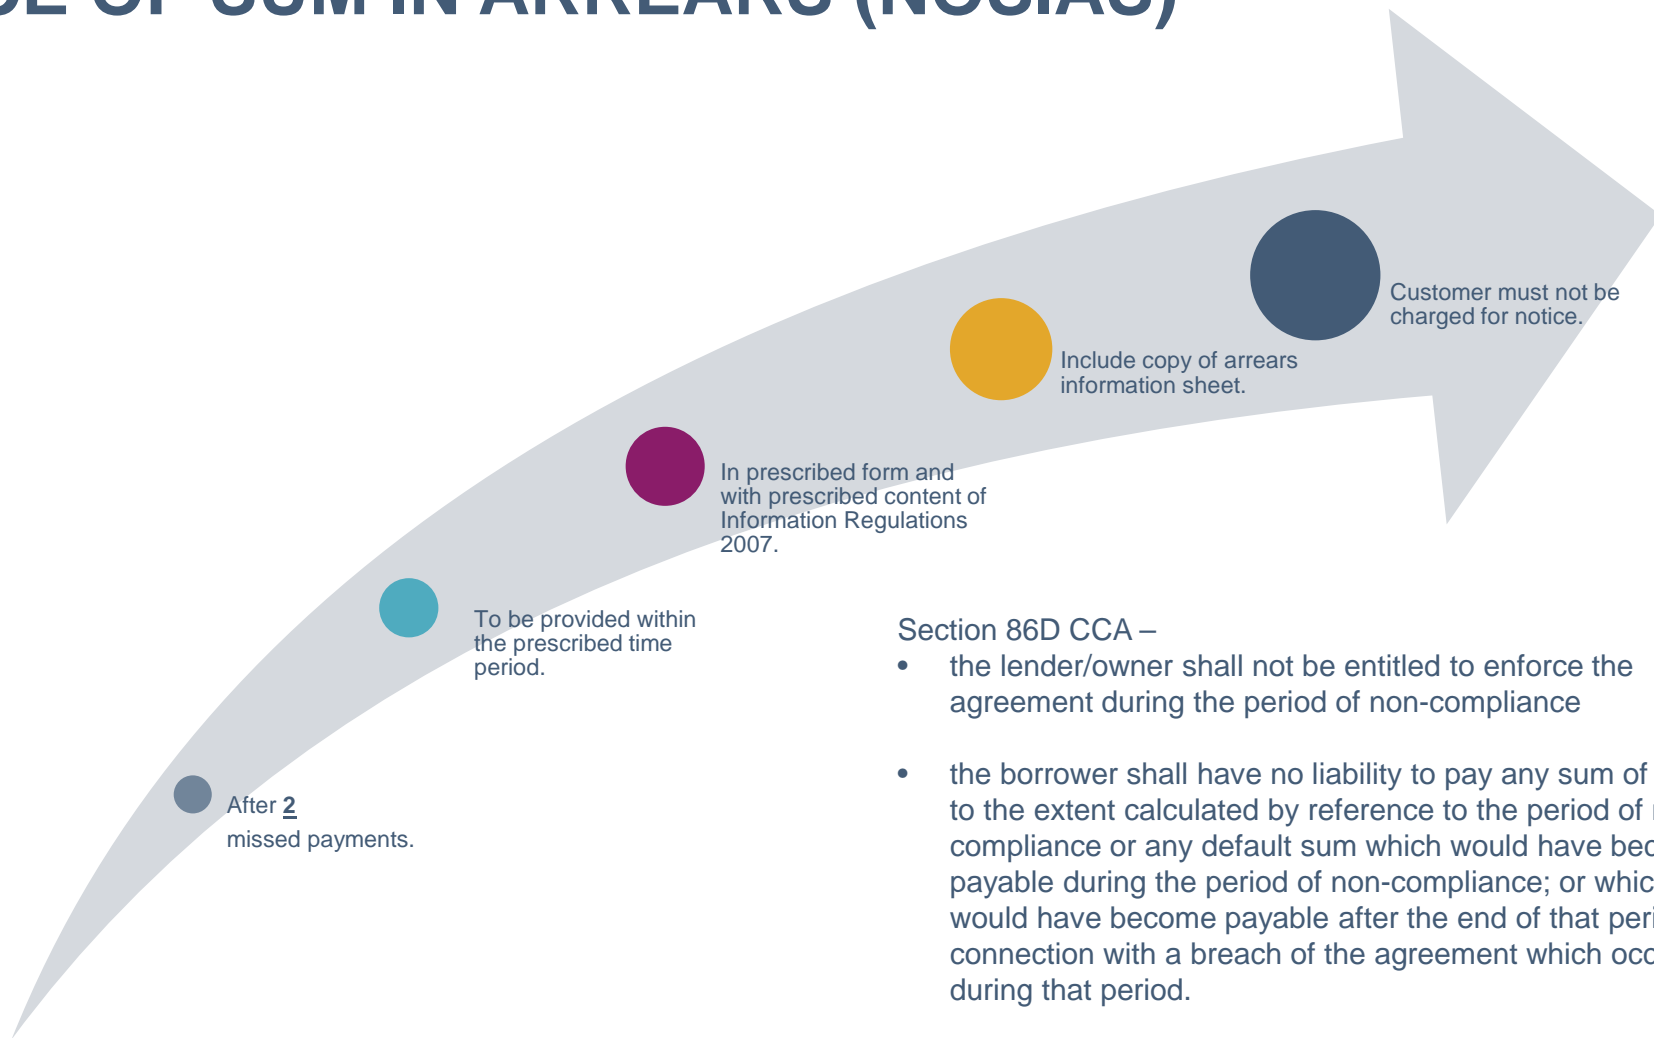 OF SUM IN ARREARS (NOSIAS)
Customer must not be
charged for notice.
Include copy of arrears
information sheet.
In prescribed form and
with prescribed content of
Information Regulations
2007.
To be provided within
the prescribed time
period.
After 2
missed payments.
Section 86D CCA –
• the lender/owner shall not be entitled to enforce the
agreement during the period of non-compliance
• the borrower shall have no liability to pay any sum of
to the extent calculated by reference to the period of
compliance or any default sum which would have
payable during the period of non-compliance; or
would have become payable after the end of that
connection with a breach of the agreement which
during that period.